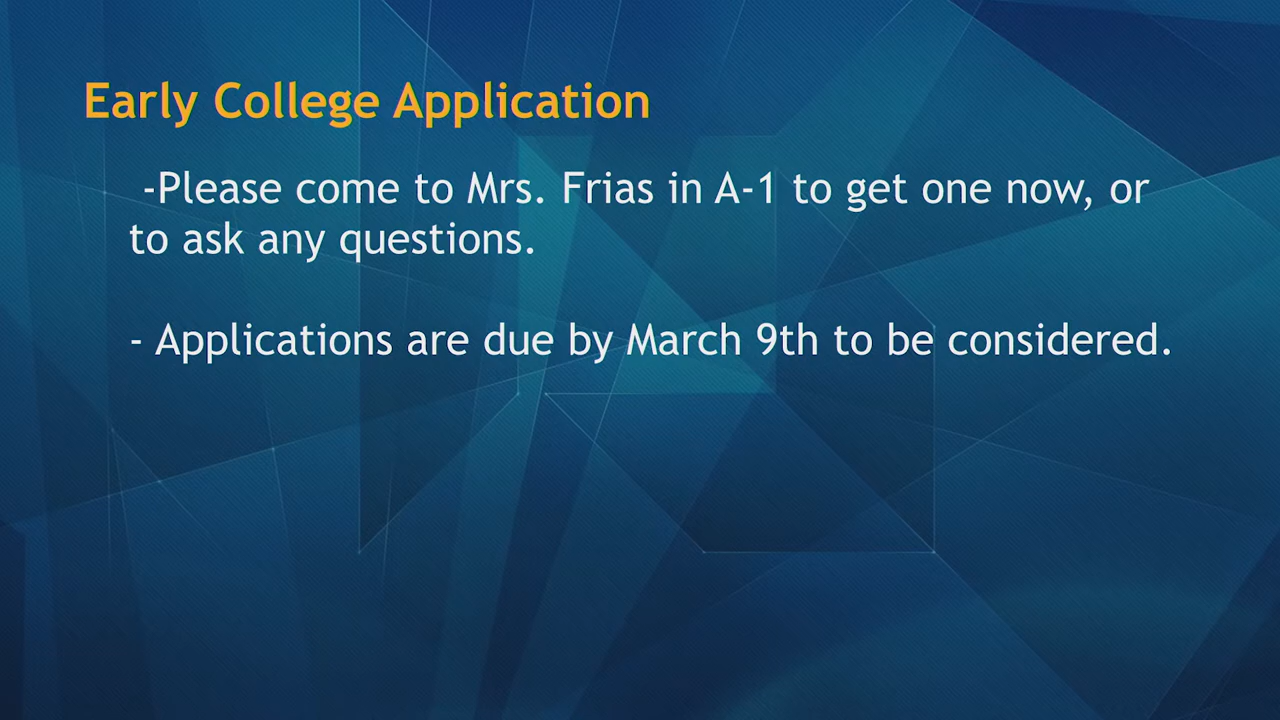 Early College Application
-Please come to Mrs. Frias in A-1 to get one now, or
to ask any questions.
- Applications are due by March 9th to be considered.